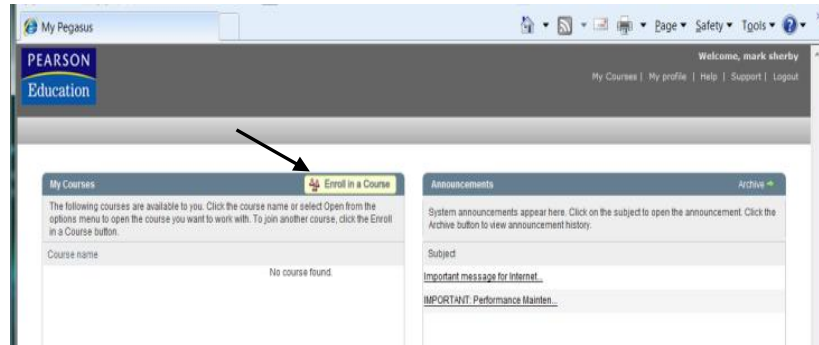 My Pegasus
Page Safety Tools
PEARSON
Education
Welcome, mark sherby
My Courses | My profile | Help | Support | Logout
My Courses
Enroll in a Course
The following courses are available to you. Click the course name or select Open from the
options menu to open the course you want to work with. To join another course, click the Enroll
in a Course button.
Course name
No course found.
Announcements
Archive
System announcements appear here. Click on the subject to open the announcement. Click the
Archive button to view announcement history.
Subject
Important message for Internet...
IMPORTANT: Performance Mainten...